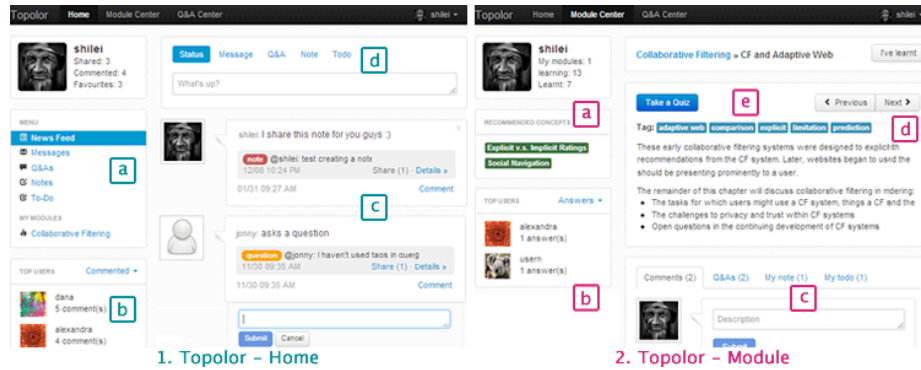 Topolor Home Module Center Q&A Center shilei
shilei
Shared: 3
Commented: 4
Favourites: 3
MENU
News Feed
Messages
Q&As
Notes
To-Do
a
MY MODULES
Collaborative Filtering
TOP USERS Commented
dana
5 comment(s)
b
alexandra
4 comment(s)
Status Message Q&A Note Todo
d
What's up?
shilei: I share this note for you guys :)
note @shilei: test creating a note
12/08 10:24 PM Share (1) · Details »
01/31 09:27 AM Comment
c
jonny: asks a question
question @jonny: I haven't used taos in
11/30 09:35 AM Share (1) · Details »
11/30 09:35 AM Comment
Submit Cancel
1. Topolor - Home
Topolor Home Module Center Q&A Center shilei
shilei
My modules: 1
learning: 13
Learnt: 7
a
RECOMMENDED CONCEPTS
Explicit v.s. Implicit Ratings
Social Navigation
TOP USERS Answers
alexandra
1 answer(s)
usern
1 answer(s)
b
Collaborative Filtering » CF and Adaptive Web I've learnt
Take a Quiz e Previous Next
d
Tag: adaptive web comparison explicit limitation prediction
These early collaborative filtering systems were designed to
recommendations from the CF system. Later, websites began to used the
should be presenting prominently to a user.
The remainder of this chapter will discuss collaborative filtering in
• The tasks for which users might use a CF system, things a CF
• The challenges to privacy and trust within CF systems
• Open questions in the continuing development of CF systems
Comments (2) Q&As (2) My note (1) My todo (1)
c
Description
Submit
2. Topolor - Module